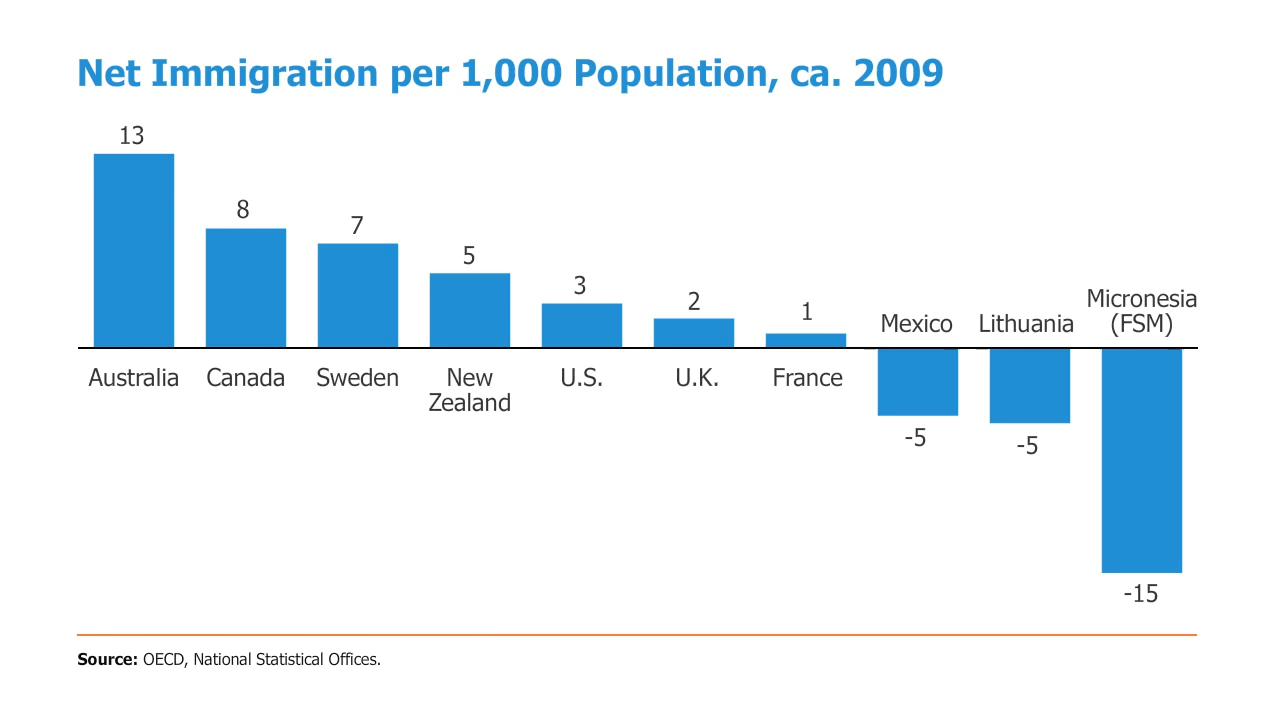 Net Immigration per 1,000 Population, ca. 2009
13
8
7
5
3
2
1
Mexico
Lithuania
Micronesia
(FSM)
Australia
Canada
Sweden
New
Zealand
U.S.
U.K.
France
-5
-5
-15
Source: OECD, National Statistical Offices.